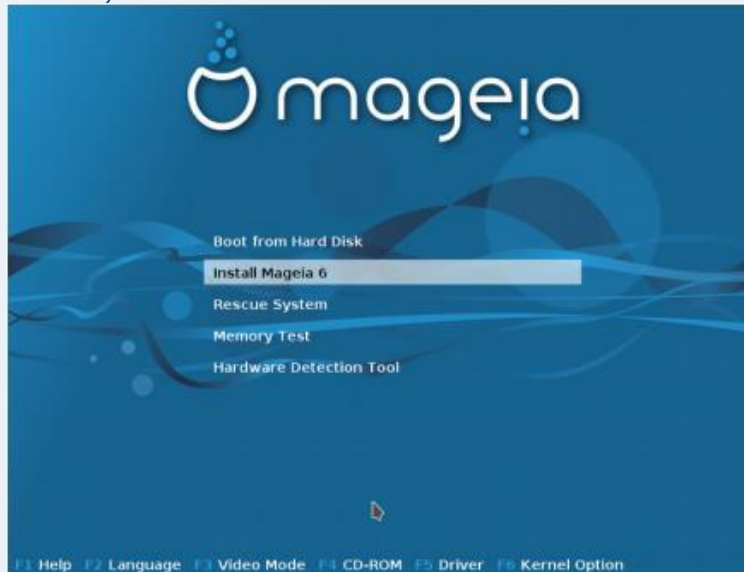 mageia
Boot from Hard Disk
Install Mageia 6
Rescue System
Memory Test
Hardware Detection Tool
F1 Help F2 Language F3 Video Mode F4 CD-ROM F5 Driver F6 Kernel Option